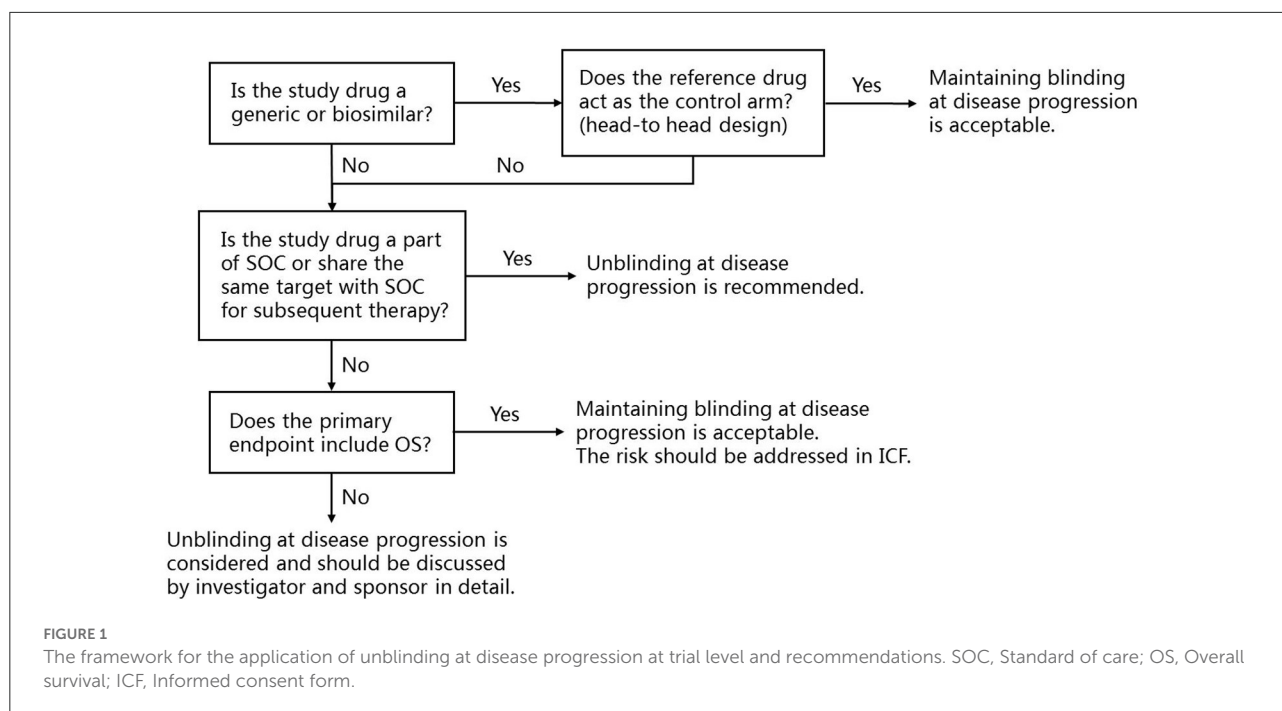 Is the study drug a
generic or biosimilar?
Yes
Does the reference drug
act as the control arm?
(head-to head design)
Yes
Maintaining blinding
at disease progression
is acceptable.
No
No
Is the study drug a part
of SOC or share the
same target with SOC
for subsequent therapy?
Yes
Unblinding at disease
progression is recommended.
No
Does the primary
endpoint include OS?
Yes
Maintaining blinding at disease
progression is acceptable.
The risk should be addressed in ICF.
No
Unblinding at disease progression is
considered and should be discussed
by investigator and sponsor in detail.
FIGURE 1
The framework for the application of unblinding at disease progression at trial level and recommendations. SOC, Standard of care; OS, Overall
survival; ICF, Informed consent form.